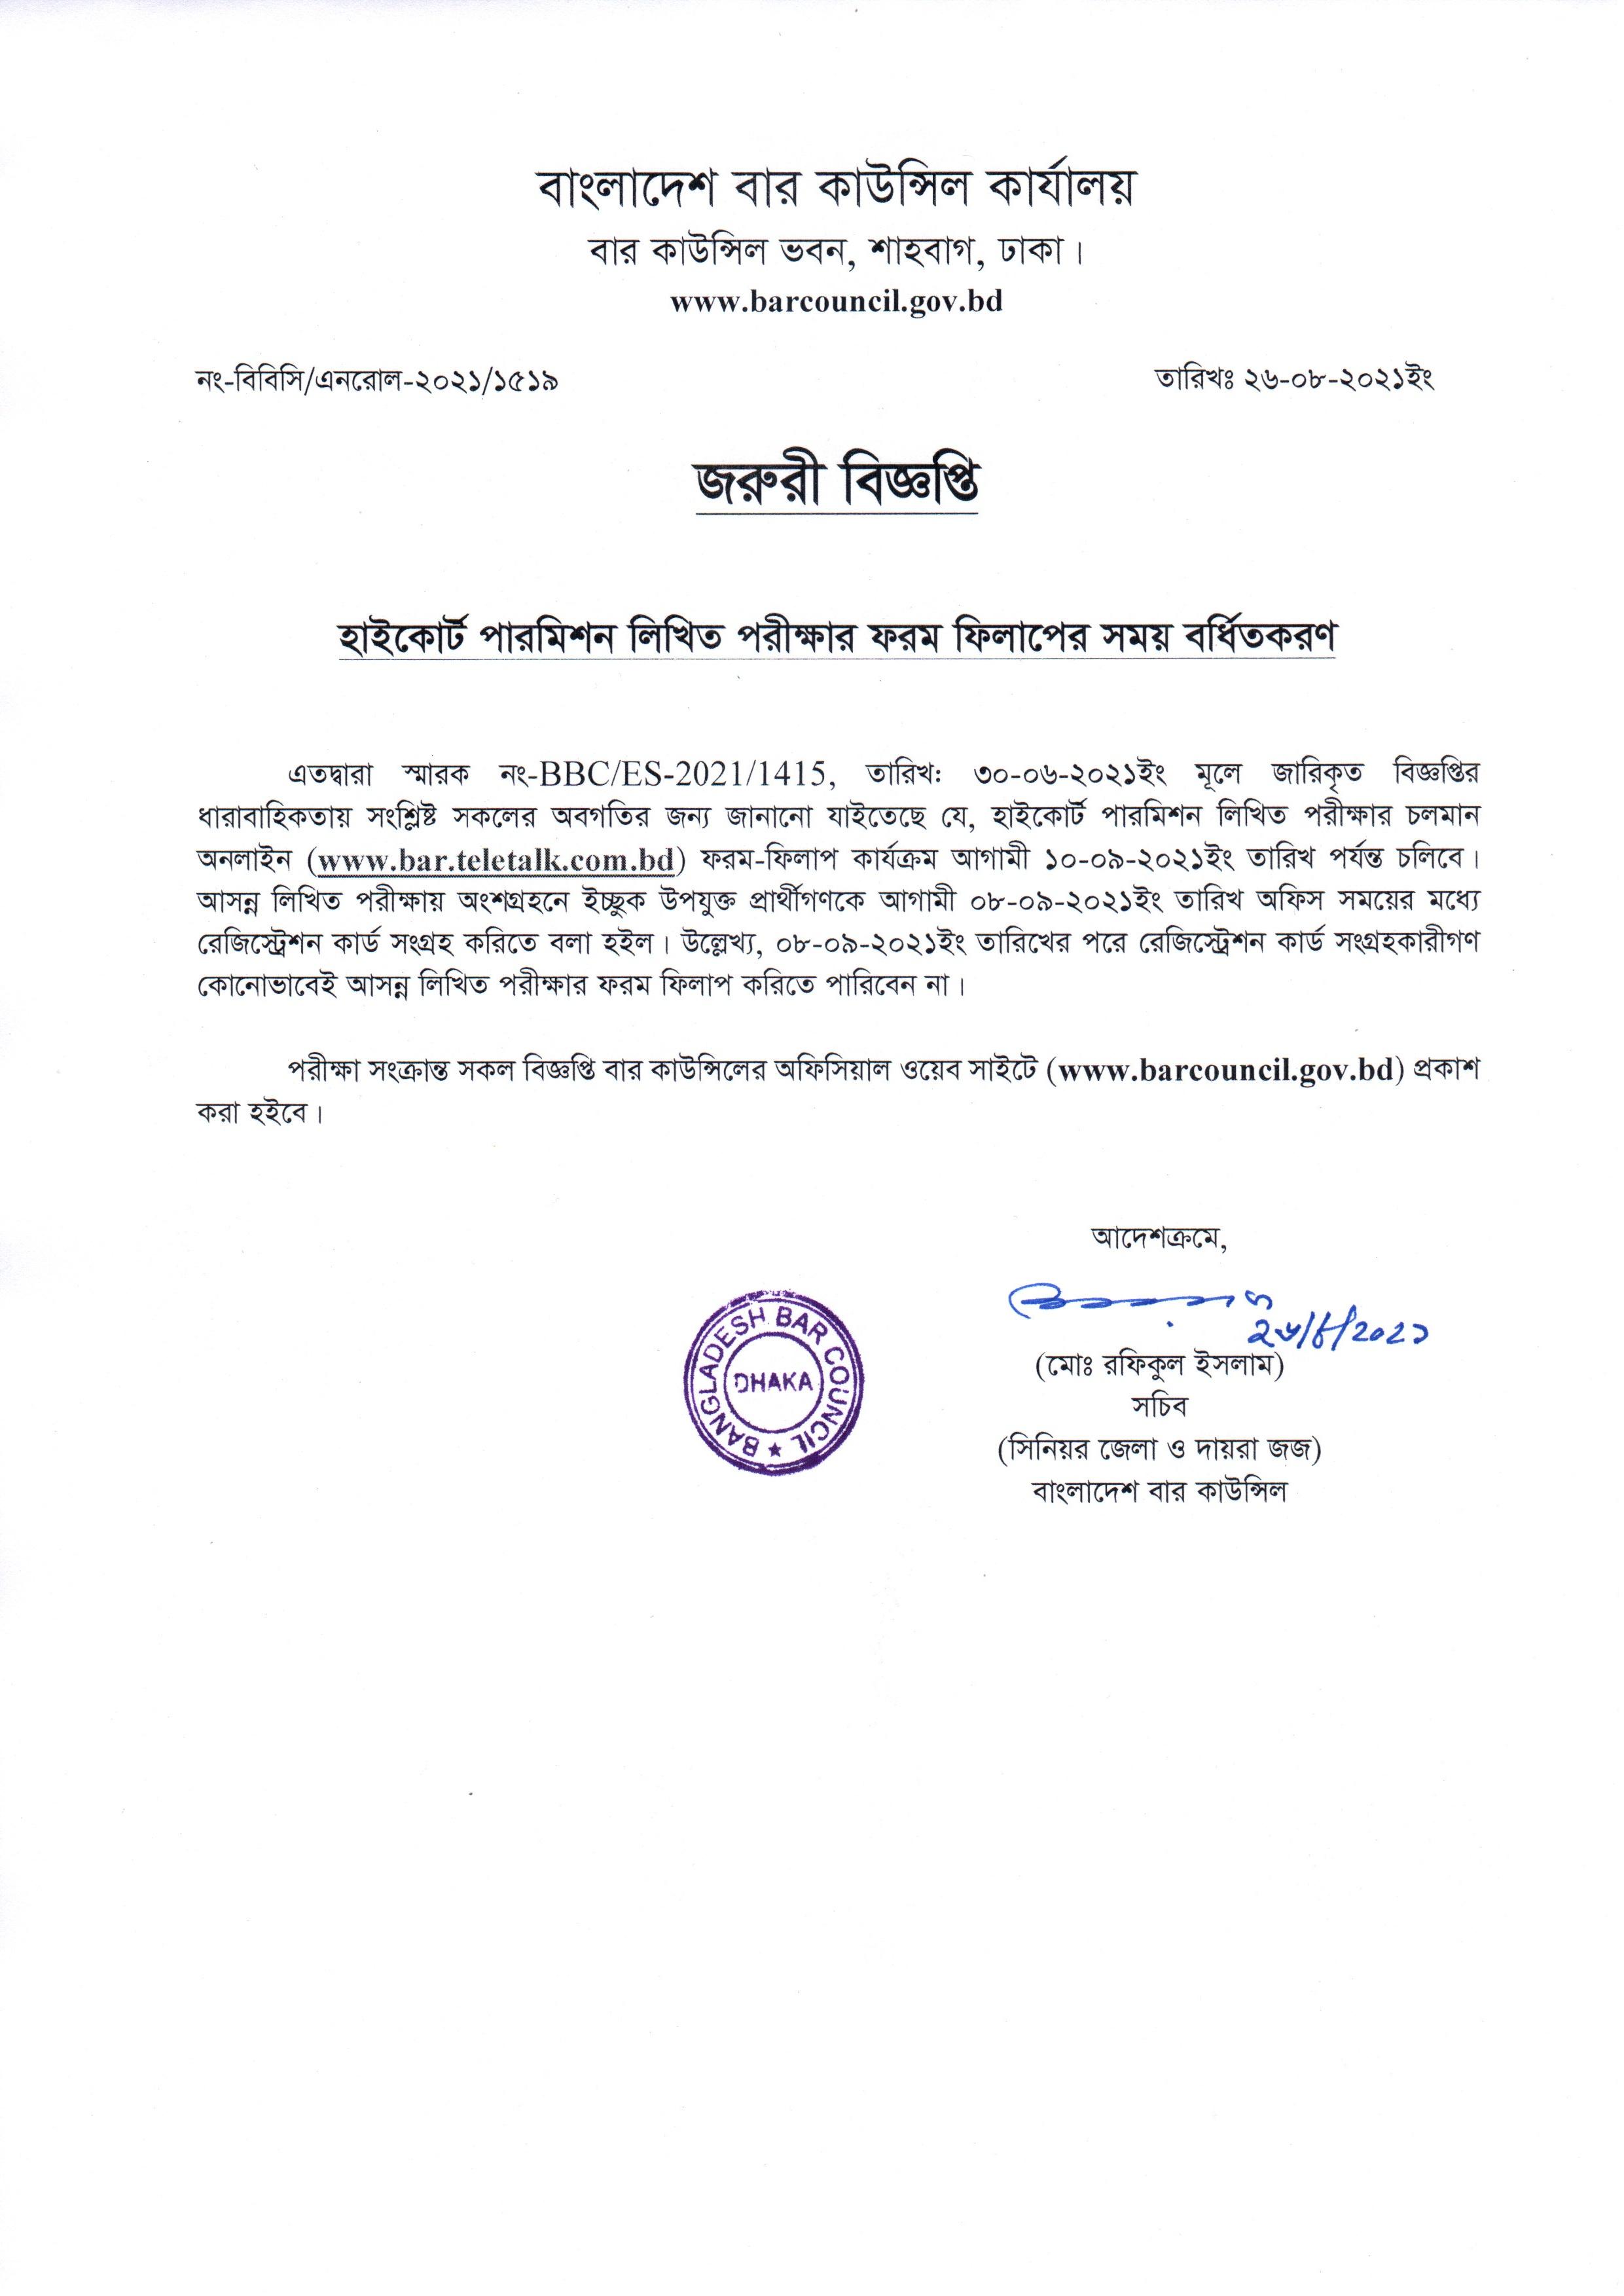 বাংলাদেশ বার কাউন্সিল কার্যালয়
বার কাউন্সিল ভবন, শাহবাগ, ঢাকা।
www.barcouncil.gov.bd
নং-বিবিসি/এনরোল-২০২১/১৫১৯ তারিখঃ ২৬-০৮-২০২১ইং
জরুরী বিজ্ঞপ্তি
হাইকোর্ট পারমিশন লিখিত পরীক্ষার ফরম ফিলাপের সময় বর্ধিতকরণ
এতদ্বারা স্মারক নং-BBC/ES-2021/1415, তারিখ: ৩০-০৬-২০২১ইং মূলে জারিকৃত বিজ্ঞপ্তির
ধারাবাহিকতায় সংশ্লিষ্ট সকলের অবগতির জন্য জানানো যাইতেছে যে, হাইকোর্ট পারমিশন লিখিত পরীক্ষার চলমান
অনলাইন (www.bar.teletalk.com.bd) ফরম-ফিলাপ কার্যক্রম আগামী ১০-০৯-২০২১ইং তারিখ পর্যন্ত চলিবে।
আসন্ন লিখিত পরীক্ষায় অংশগ্রহনে ইচ্ছুক উপযুক্ত প্রার্থীগণকে আগামী ০৮-০৯-২০২১ইং তারিখ অফিস সময়ের মধ্যে
রেজিস্ট্রেশন কার্ড সংগ্রহ করিতে বলা হইল। উল্লেখ্য, ০৮-০৯-২০২১ইং তারিখের পরে রেজিস্ট্রেশন কার্ড সংগ্রহকারীগণ
কোনোভাবেই আসন্ন লিখিত পরীক্ষার ফরম ফিলাপ করিতে পারিবেন না।
পরীক্ষা সংক্রান্ত সকল বিজ্ঞপ্তি বার কাউন্সিলের অফিসিয়াল ওয়েব সাইটে (www.barcouncil.gov.bd) প্রকাশ
করা হইবে।
আদেশক্রমে,
২৬/৮/২০২১
(মোঃ রফিকুল ইসলাম)
সচিব
(সিনিয়র জেলা ও দায়রা জজ)
বাংলাদেশ বার কাউন্সিল
BANGLADESH BAR COUNCIL ★
DHAKA